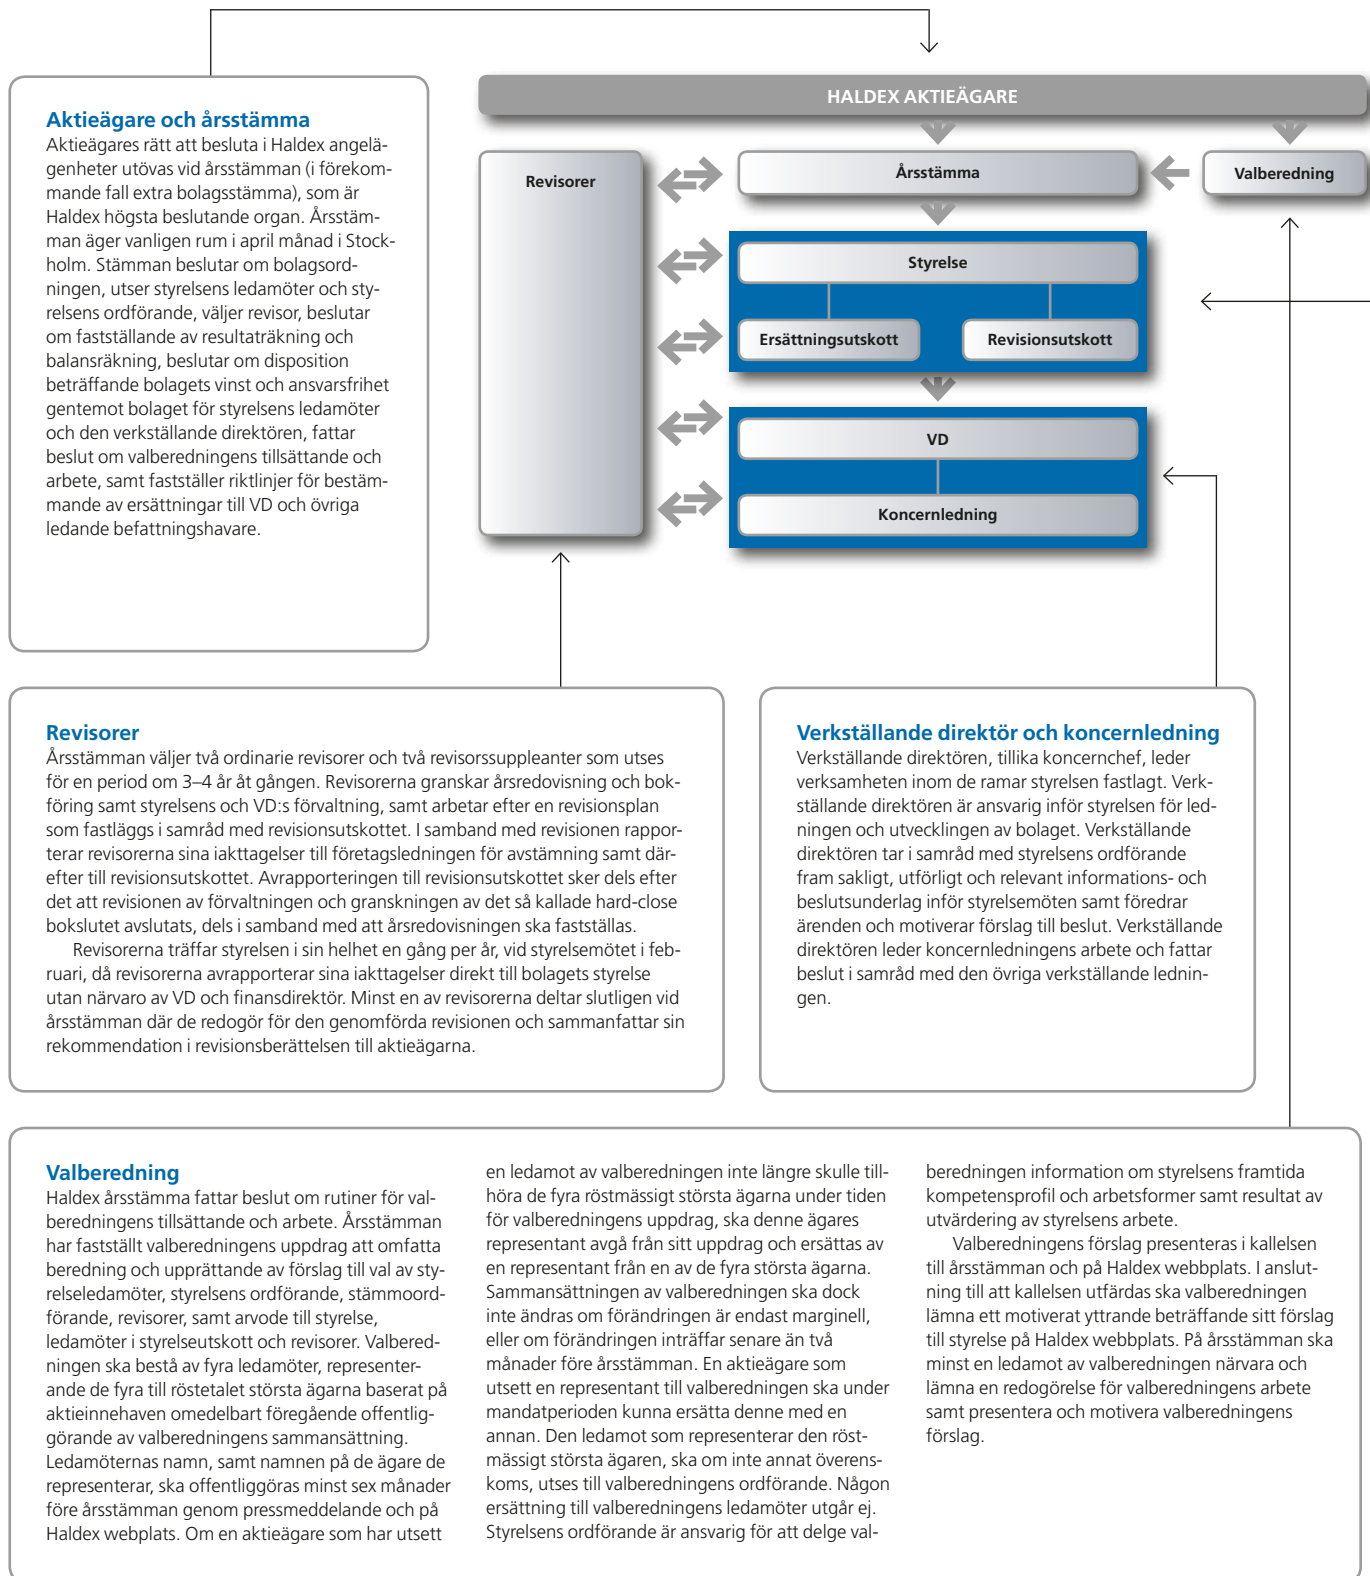 HALDEX AKTIEÄGARE
Aktieägare och årsstämma
Aktieägares rätt att besluta i Haldex angelä-
genheter utövas vid årsstämman (i förekom-
mande fall extra bolagsstämma), som är
Haldex högsta beslutande organ. Årsstäm-
man äger vanligen rum i april månad i Stock-
holm. Stämman beslutar om bolagsord-
ningen, utser styrelsens ledamöter och sty-
relsens ordförande, väljer revisor, beslutar
om fastställande av resultaträkning och
balansräkning, beslutar om disposition
beträffande bolagets vinst och ansvarsfrihet
gentemot bolaget för styrelsens ledamöter
och den verkställande direktören, fattar
beslut om valberedningens tillsättande och
arbete, samt fastställer riktlinjer för bestäm-
mande av ersättningar till VD och övriga
ledande befattningshavare.
Revisorer
Årsstämma
Valberedning
Styrelse
Ersättningsutskott
Revisionsutskott
VD
Koncernledning
Revisorer
Årsstämman väljer två ordinarie revisorer och två revisorssuppleanter som utses
för en period om 3–4 år åt gången. Revisorerna granskar årsredovisning och bok-
föring samt styrelsens och VD:s förvaltning, samt arbetar efter en revisionsplan
som fastläggs i samråd med revisionsutskottet. I samband med revisionen rappor-
terar revisorerna sina iakttagelser till företagsledningen för avstämning samt där-
efter till revisionsutskottet. Avrapporteringen till revisionsutskottet sker dels efter
det att revisionen av förvaltningen och granskningen av det så kallade hard-close
bokslutet avslutats, dels i samband med att årsredovisningen ska fastställas.
Revisorerna träffar styrelsen i sin helhet en gång per år, vid styrelsemötet i feb-
ruari, då revisorerna avrapporterar sina iakttagelser direkt till bolagets styrelse
utan närvaro av VD och finansdirektör. Minst en av revisorerna deltar slutligen vid
årsstämman där de redogör för den genomförda revisionen och sammanfattar sin
rekommendation i revisionsberättelsen till aktieägarna.
Verkställande direktör och koncernledning
Verkställande direktören, tillika koncernchef, leder
verksamheten inom de ramar styrelsen fastlagt. Verk-
ställande direktören är ansvarig inför styrelsen för led-
ningen och utvecklingen av bolaget. Verkställande
direktören tar i samråd med styrelsens ordförande
fram sakligt, utförligt och relevant informations- och
beslutsunderlag inför styrelsemöten samt föredrar
ärenden och motiverar förslag till beslut. Verkställande
direktören leder koncernledningens arbete och fattar
beslut i samråd med den övriga verkställande lednin-
gen.
Valberedning
Haldex årsstämma fattar beslut om rutiner för val-
beredningens tillsättande och arbete. Årsstämman
har fastställt valberedningens uppdrag att omfatta
beredning och upprättande av förslag till val av sty-
relseledamöter, styrelsens ordförande, stämmoord-
förande, revisorer, samt arvode till styrelse,
ledamöter i styrelseutskott och revisorer. Valbered-
ningen ska bestå av fyra ledamöter, representer-
ande de fyra till röstetalet största ägarna baserat på
aktieinnehaven omedelbart föregående offentlig-
görande av valberedningens sammansättning.
Ledamöternas namn, samt namnen på de ägare de
representerar, ska offentliggöras minst sex månader
före årsstämman genom pressmeddelande och på
Haldex webplats. Om en aktieägare som har utsett
en ledamot av valberedningen inte längre skulle till-
höra de fyra röstmässigt största ägarna under tiden
för valberedningens uppdrag, ska denne ägares
representant avgå från sitt uppdrag och ersättas av
en representant från en av de fyra största ägarna.
Sammansättningen av valberedningen ska dock
inte ändras om förändringen är endast marginell,
eller om förändringen inträffar senare än två
månader före årsstämman. En aktieägare som
utsett en representant till valberedningen ska under
mandatperioden kunna ersätta denne med en
annan. Den ledamot som representerar den röst-
mässigt största ägaren, ska om inte annat överens-
koms, utses till valberedningens ordförande. Någon
ersättning till valberedningens ledamöter utgår ej.
Styrelsens ordförande är ansvarig för att delge val-
beredningen information om styrelsens framtida
kompetensprofil och arbetsformer samt resultat av
utvärdering av styrelsens arbete.
Valberedningens förslag presenteras i kallelsen
till årsstämman och på Haldex webbplats. I anslut-
ning till att kallelsen utfärdas ska valberedningen
lämna ett motiverat yttrande beträffande sitt förslag
till styrelse på Haldex webbplats. På årsstämman ska
minst en ledamot av valberedningen närvara och
lämna en redogörelse för valberedningens arbete
samt presentera och motivera valberedningens
förslag.